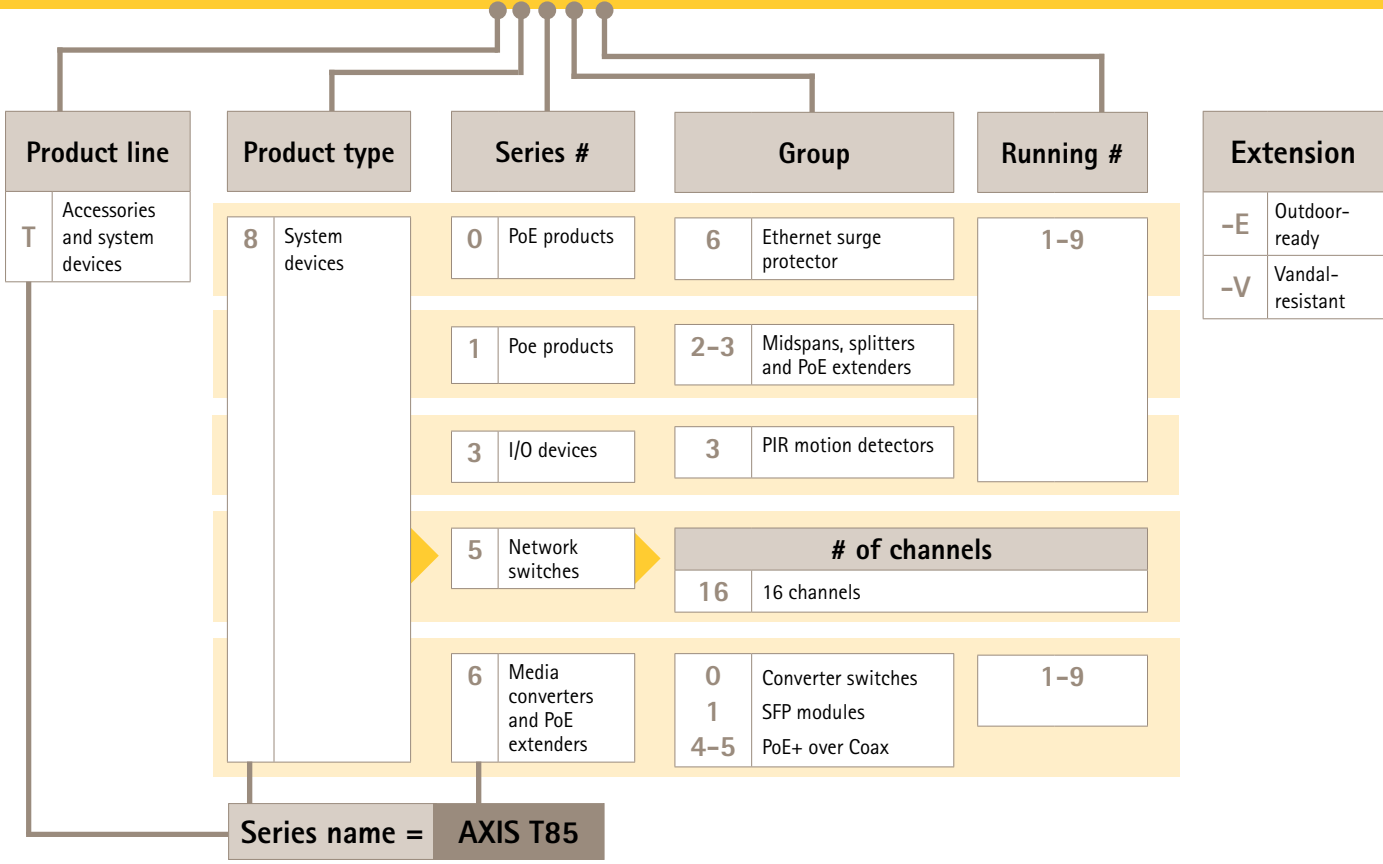 Product line
Product type
Series #
Group
Running #
Extension
T
Accessories
and system
devices
8
System
devices
0
PoE products
6
Ethernet surge
protector
1-9
-E
Outdoor-
ready
-V
Vandal-
resistant
1
Poe products
2-3
Midspans, splitters
and PoE extenders
3
I/O devices
3
PIR motion detectors
5
Network
switches
# of channels
16
16 channels
6
Media
converters
and PoE
extenders
0
Converter switches
1
SFP modules
4-5
PoE+ over Coax
1-9
Series name =
AXIS T85